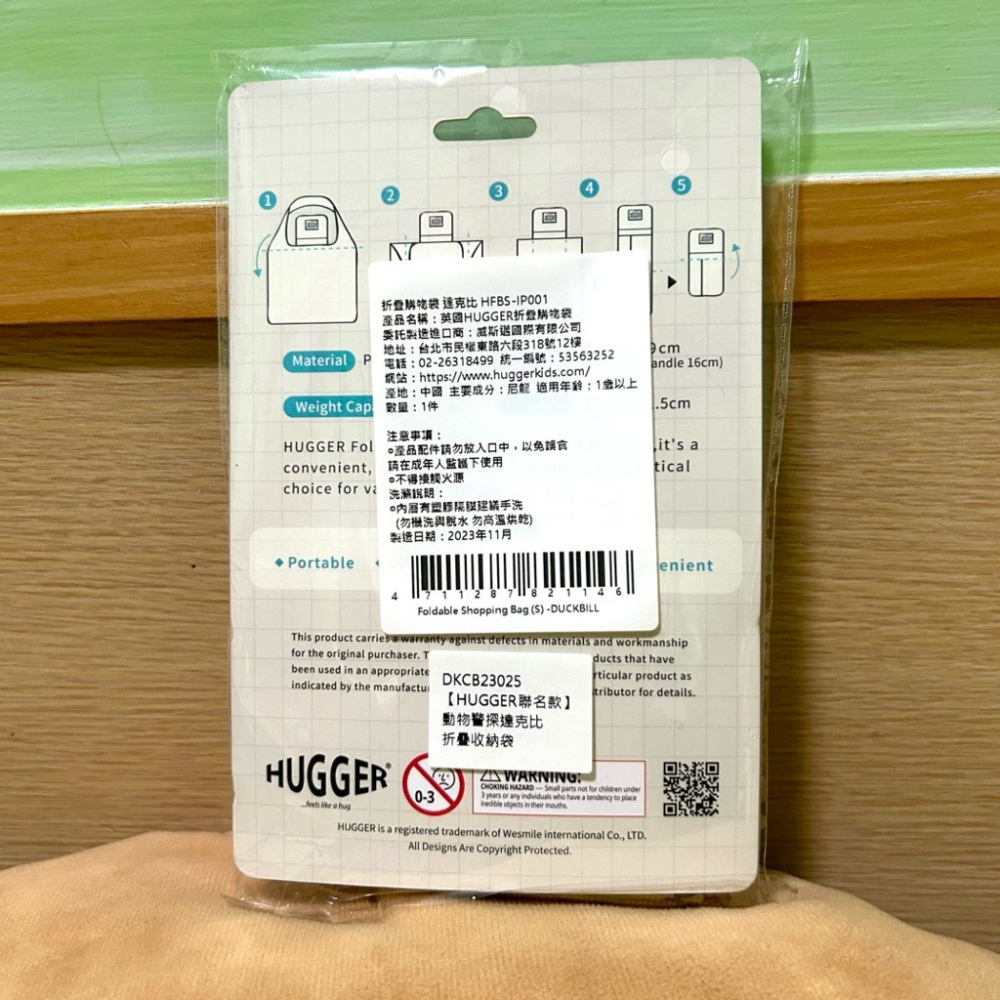 1 2 3 4 5
Material P
9cm
andle 16cm)
Weight Cap
.5cm
HUGGER Fol
,it's a
convenient,
tical
choice for va
折疊購物袋 達克比 HFBS-IP001
產品名稱：英國HUGGER折疊購物袋
委託製造進口商：威斯邁國際有限公司
地址：台北市民權東路六段318號12樓
電話：02-26318499 統一編號：53563252
網站：https://www.huggerkids.com/
產地：中國 主要成分：尼龍 適用年齡：1歲以上
數量：1件
注意事項：
¤產品配件請勿放入口中，以免誤食
請在成年人監護下使用
¤不得接觸火源
洗滌說明：
¤內層有塑膠隔膜建議手洗
(勿機洗與脫水 勿高溫烘乾)
製造日期：2023年11月
4 711287 821146
Foldable Shopping Bag (S) -DUCKBILL
Portable
enient
This product carries a warranty against defects in materials and workmanship
for the original purchaser. T
ducts that have
been used in an appropriate
rticular product as
indicated by the manufactu
stributor for details.
DKCB23025
【HUGGER聯名款】
動物警探達克比
折疊收納袋
HUGGER®
...feels like a hug
0-3
WARNING:
CHOKING HAZARD — Small parts not for children under
3 years or any individuals who have a tendency to place
inedible objects in their mouths.
HUGGER is a registered trademark of Wesmile international Co., LTD.
All Designs Are Copyright Protected.